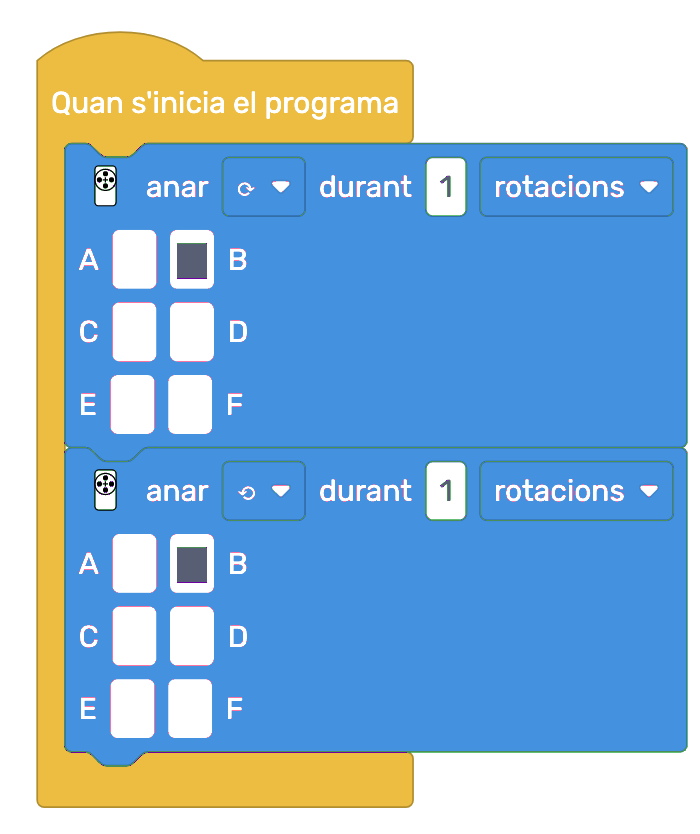 Quan s'inicia el programa
anar ⟳ durant 1 rotacions
A B
C D
E F
anar ⟲ durant 1 rotacions
A B
C D
E F